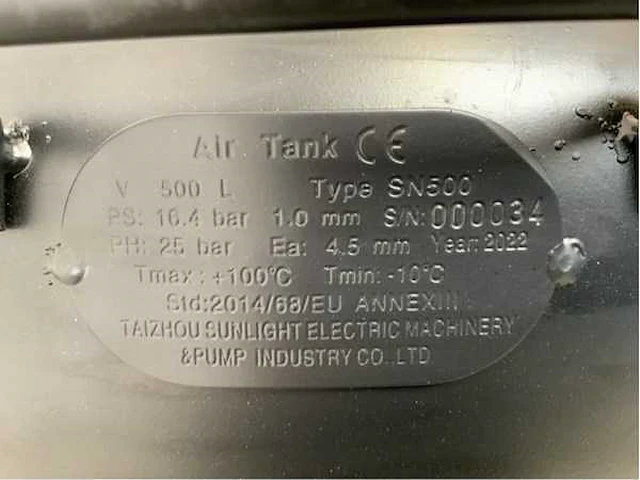 Air Tank CE
V 500 L Type SN500
PS: 16.4 bar 1.0 mm S/N: 000034
PH: 25 bar Ea: 4.5 mm Year: 2022
Tmax: +100°C Tmin: -10°C
Std:2014/68/EU ANNEXIN
TAIZHOU SUNLIGHT ELECTRIC MACHINERY
&PUMP INDUSTRY CO.,LTD